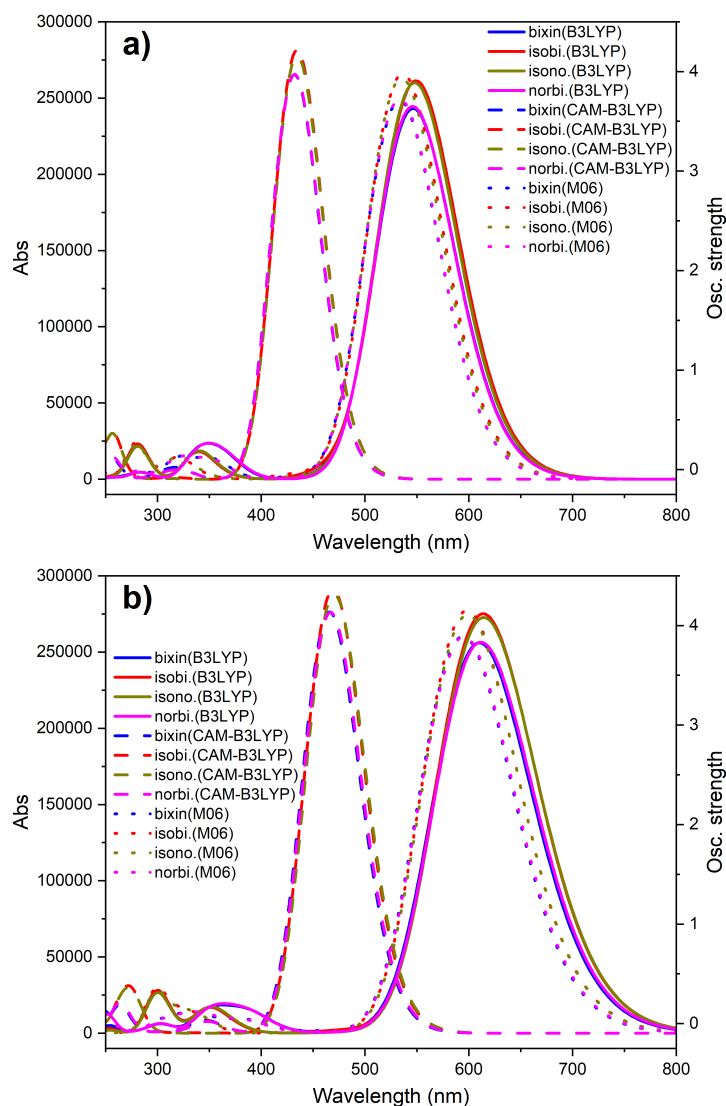 a)
300000
250000
200000
150000
100000
50000
0
Abs
4
3
2
1
0
Osc. strength
bixin(B3LYP)
isobi.(B3LYP)
isono.(B3LYP)
norbi.(B3LYP)
bixin(CAM-B3LYP)
isobi.(CAM-B3LYP)
isono.(CAM-B3LYP)
norbi.(CAM-B3LYP)
bixin(M06)
isobi.(M06)
isono.(M06)
norbi.(M06)
300 400 500 600 700 800
Wavelength (nm)
b)
300000
250000
200000
150000
100000
50000
0
Abs
bixin(B3LYP)
isobi.(B3LYP)
isono.(B3LYP)
norbi.(B3LYP)
bixin(CAM-B3LYP)
isobi.(CAM-B3LYP)
isono.(CAM-B3LYP)
norbi.(CAM-B3LYP)
bixin(M06)
isobi.(M06)
isono.(M06)
norbi.(M06)
4
3
2
1
0
Osc. strength
300 400 500 600 700 800
Wavelength (nm)